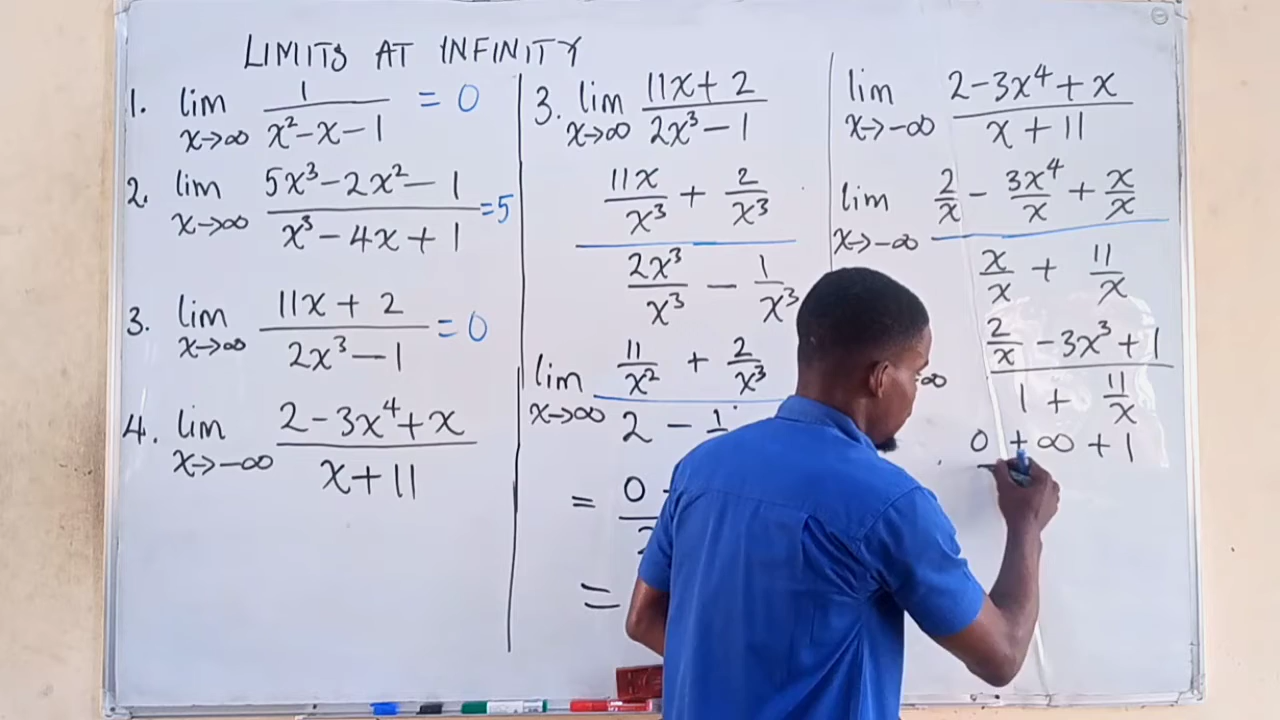 LIMITS AT INFINITY
1. lim x→∞ 1/(x² - x - 1) = 0
2. lim x→∞ (5x³ - 2x² - 1)/(x³ - 4x + 1) = 5
3. lim x→∞ (11x + 2)/(2x³ - 1) = 0
4. lim x→-∞ (2 - 3x⁴ + x)/(x + 11)
3. lim x→∞ (11x + 2)/(2x³ - 1)
(11x/x³ + 2/x³)/(2x³/x³ - 1/x³)
lim x→∞ (11/x² + 2/x³)/(2 - 1
= 0
=
lim x→-∞ (2 - 3x⁴ + x)/(x + 11)
lim x→-∞ (2/x - 3x⁴/x + x/x)/(x/x + 11/x)
∞ (2/x - 3x³ + 1)/(1 + 11/x)
0 + ∞ + 1